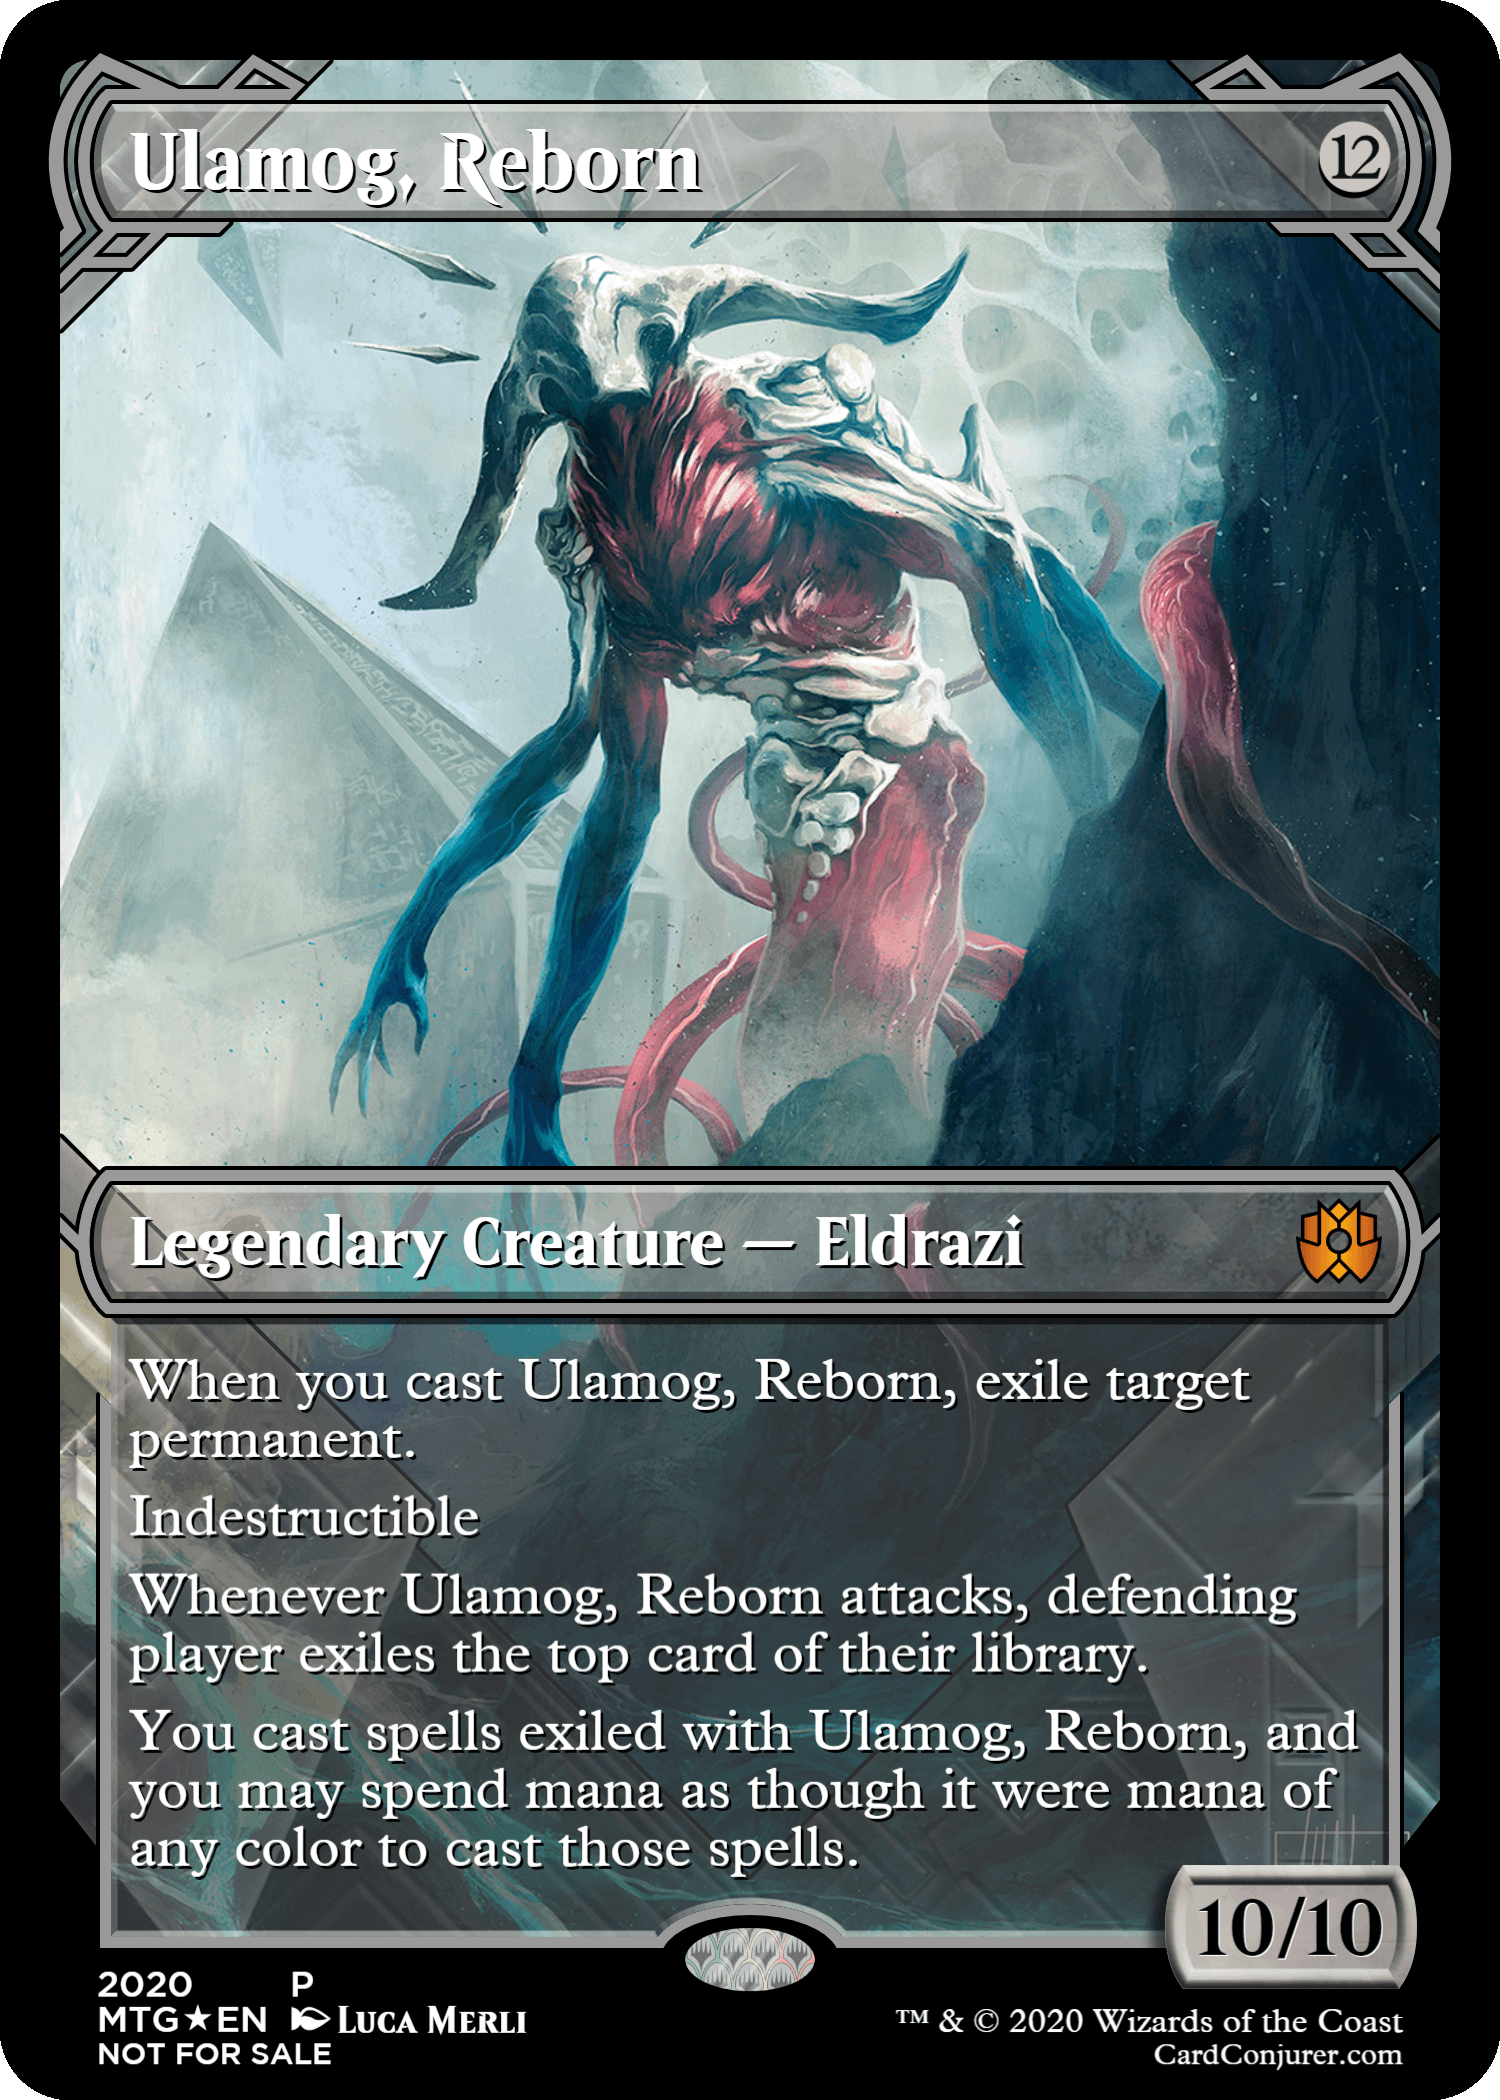 Ulamog, Reborn
12
Legendary Creature — Eldrazi
When you cast Ulamog, Reborn, exile target
permanent.
Indestructible
Whenever Ulamog, Reborn attacks, defending
player exiles the top card of their library.
You cast spells exiled with Ulamog, Reborn, and
you may spend mana as though it were mana of
any color to cast those spells.
10/10
2020 P
MTG★EN Luca Merli
NOT FOR SALE
™ & © 2020 Wizards of the Coast
CardConjurer.com